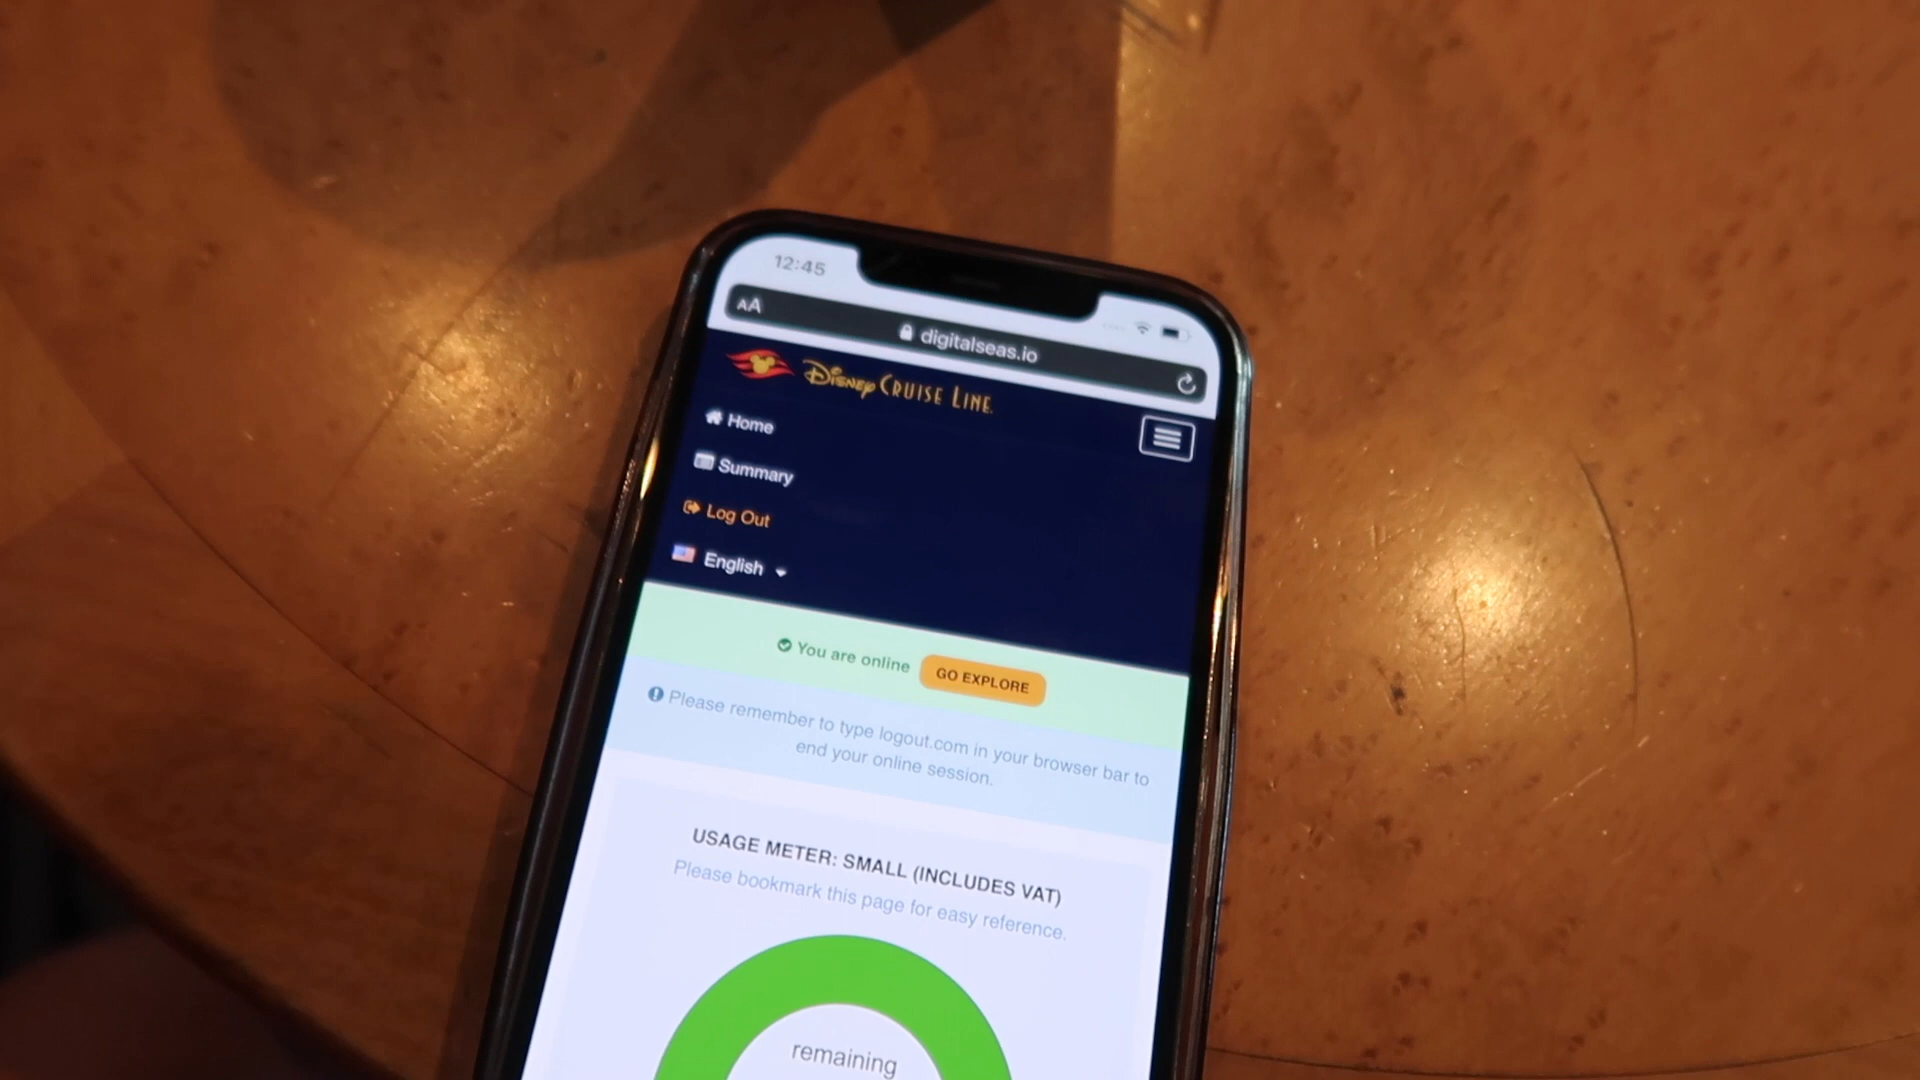 12:45
AA
digitalseas.io
DISNEY CRUISE LINE.
Home
Summary
Log Out
English
You are online
GO EXPLORE
Please remember to type logout.com in your browser bar to
end your online session.
USAGE METER: SMALL (INCLUDES VAT)
Please bookmark this page for easy reference.
remaining